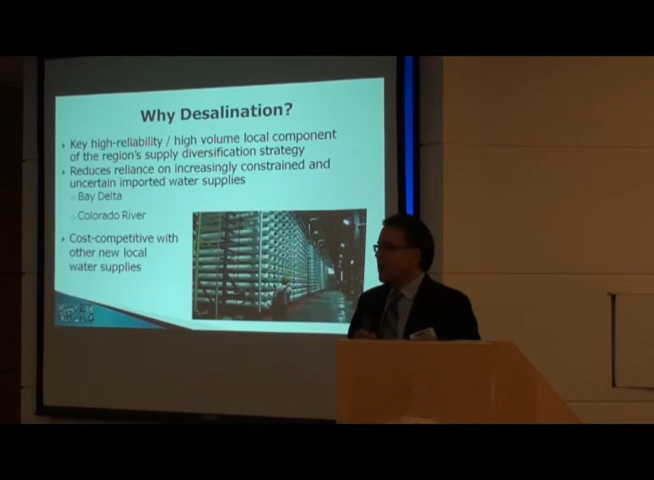 Why Desalination?
Key high-reliability / high volume local component
of the region's supply diversification strategy
Reduces reliance on increasingly constrained and
uncertain imported water supplies
Bay Delta
Colorado River
Cost-competitive with
other new local
water supplies